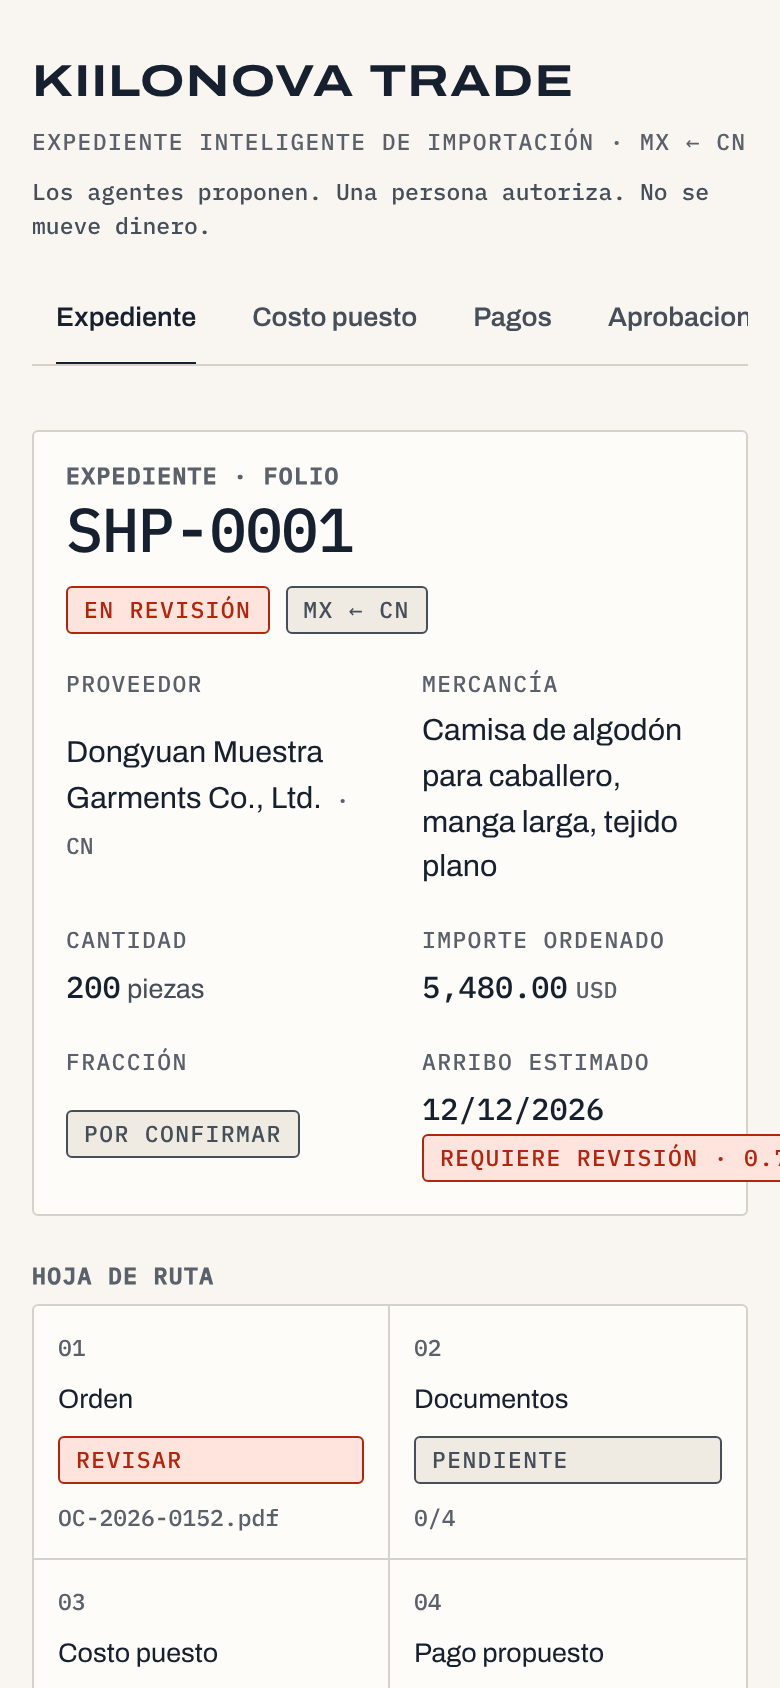 KIILONOVA TRADE
EXPEDIENTE INTELIGENTE DE IMPORTACIÓN · MX ← CN
Los agentes proponen. Una persona autoriza. No se
mueve dinero.
Expediente Costo puesto Pagos Aprobacion
EXPEDIENTE · FOLIO
SHP-0001
EN REVISIÓN MX ← CN
PROVEEDOR
Dongyuan Muestra
Garments Co., Ltd. ·
CN
MERCANCÍA
Camisa de algodón
para caballero,
manga larga, tejido
plano
CANTIDAD
200 piezas
IMPORTE ORDENADO
5,480.00 USD
FRACCIÓN
POR CONFIRMAR
ARRIBO ESTIMADO
12/12/2026
REQUIERE REVISIÓN · 0.7
HOJA DE RUTA
01
Orden
REVISAR
OC-2026-0152.pdf
02
Documentos
PENDIENTE
0/4
03
Costo puesto
04
Pago propuesto